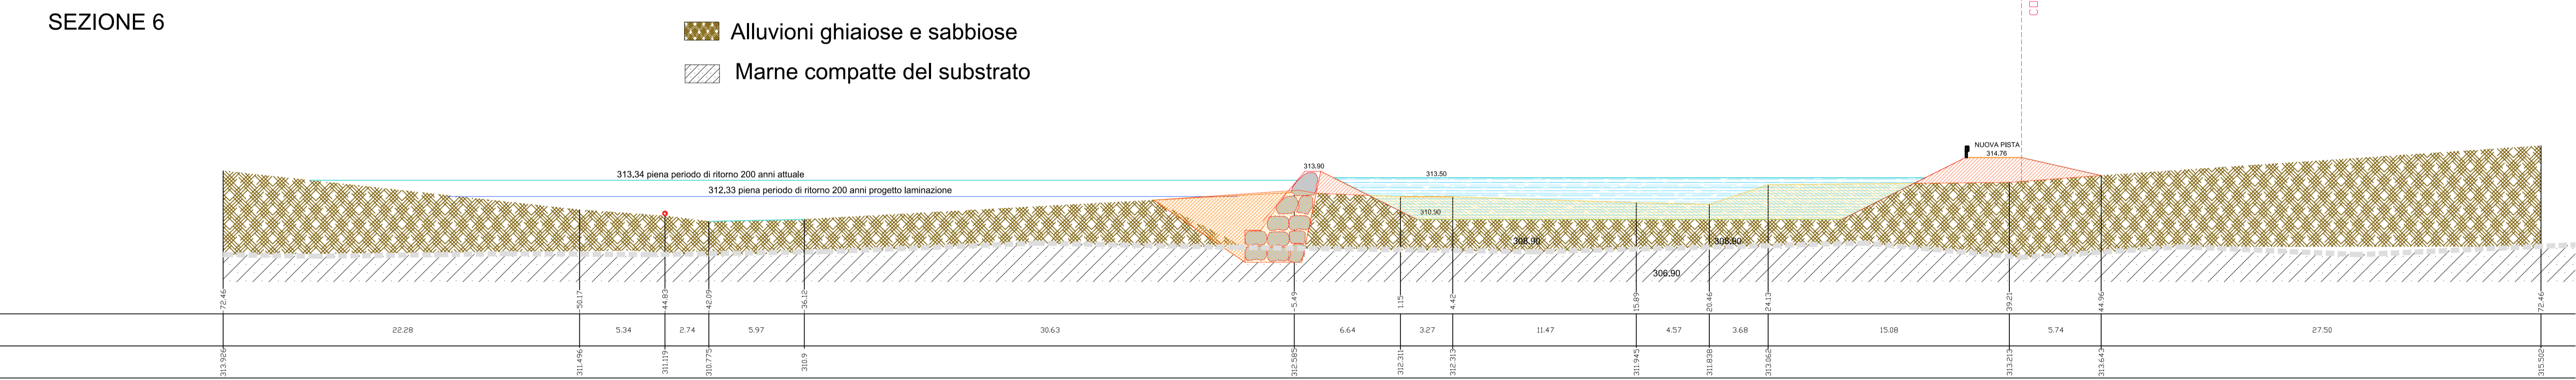 SEZIONE 6
Alluvioni ghiaiose e sabbiose
Marne compatte del substrato
NUOVA PISTA
314.76
313.90
313,34 piena periodo di ritorno 200 anni attuale
313.50
312,33 piena periodo di ritorno 200 anni progetto laminazione
310.90
308.90
308.90
306.90
-72.46 -50.17 -44.83 -42.09 -36.12 -5.49 1.15 4.42 15.89 20.46 24.13 39.21 44.96 72.46
22.28 5.34 2.74 5.97 30.63 6.64 3.27 11.47 4.57 3.68 15.08 5.74 27.50
313.926 311.496 311.119 310.775 310.9 312.585 312.311 312.313 311.945 311.838 313.062 313.213 313.643 315.502